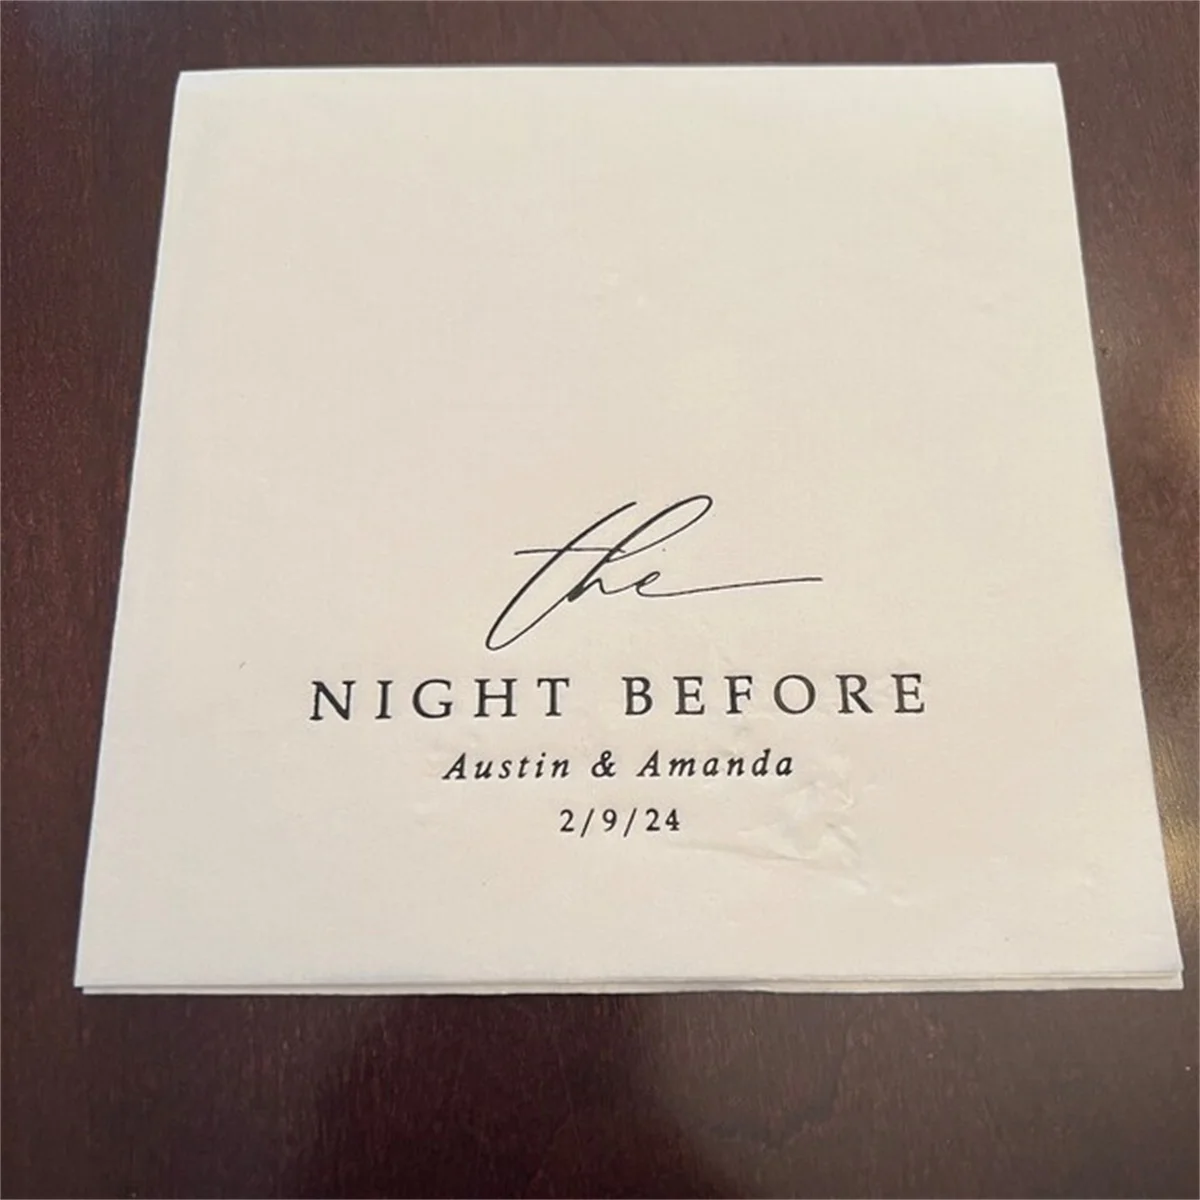 the
NIGHT BEFORE
Austin & Amanda
2/9/24